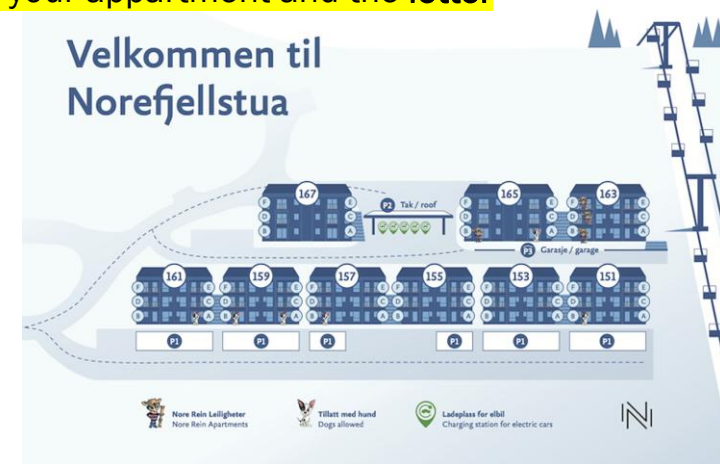 your appartment and the letter
Velkommen til
Norefjellstua
167
165
163
P2 Tak / roof
F E F E F E
D C D C D C
B A B A B A
P3 Garasje / garage
161
159
157
155
153
151
F E F E F E F E F E F E
D C D C D C D C D C D C
B A B A B A B A B A B A
P1 P1 P1 P1 P1 P1
Nore Rein Leiligheter
Nore Rein Apartments
Tillatt med hund
Dogs allowed
Ladeplass for elbil
Charging station for electric cars
N